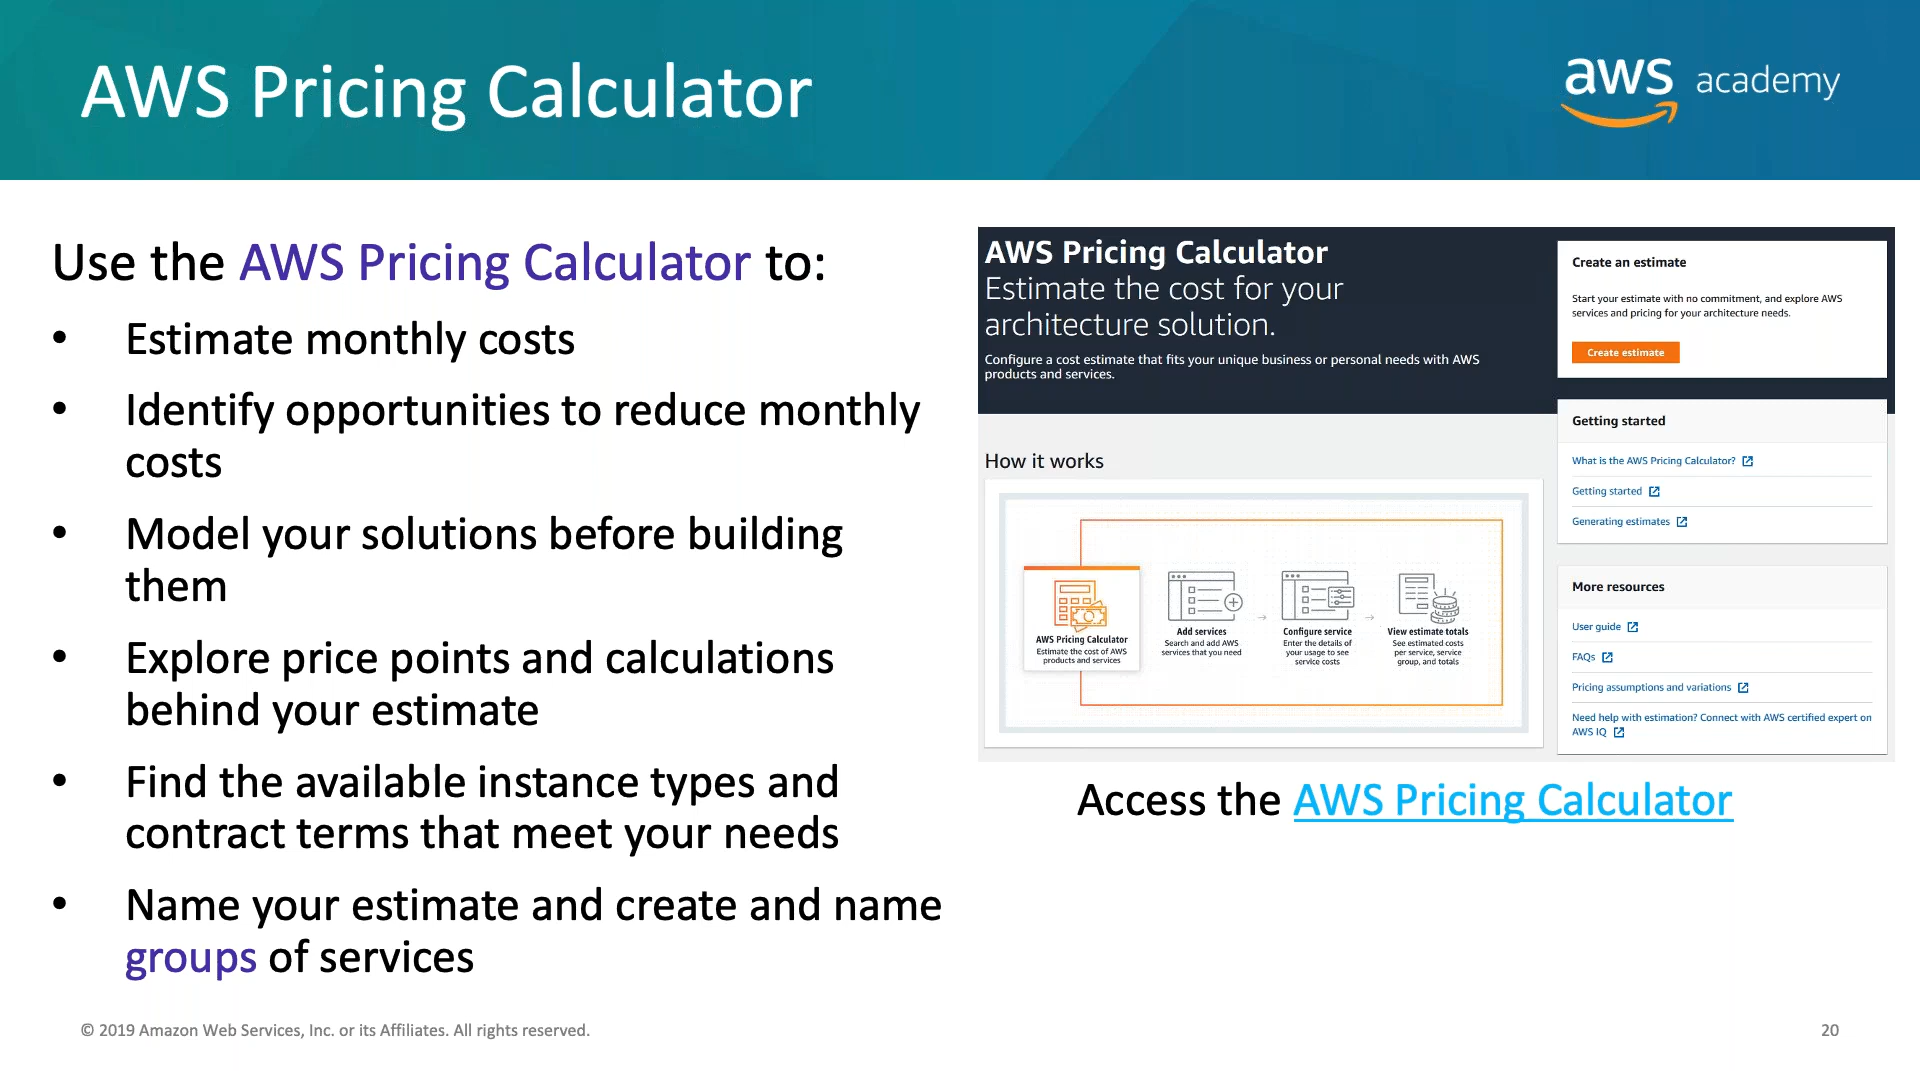 AWS Pricing Calculator
aws academy
Use the AWS Pricing Calculator to:
• Estimate monthly costs
• Identify opportunities to reduce monthly
costs
• Model your solutions before building
them
• Explore price points and calculations
behind your estimate
• Find the available instance types and
contract terms that meet your needs
• Name your estimate and create and name
groups of services
AWS Pricing Calculator
Estimate the cost for your
architecture solution.
Configure a cost estimate that fits your unique business or personal needs with AWS
products and services.
How it works
AWS Pricing Calculator
Estimate the cost of AWS
products and services
Add services
Search and add AWS
services that you need
Configure service
Enter the details of
your usage to see
service costs
View estimate totals
See estimated costs
per service, service
group, and totals
Create an estimate
Start your estimate with no commitment, and explore AWS
services and pricing for your architecture needs.
Create estimate
Getting started
What is the AWS Pricing Calculator?
Getting started
Generating estimates
More resources
User guide
FAQs
Pricing assumptions and variations
Need help with estimation? Connect with AWS certified expert on
AWS IQ
Access the AWS Pricing Calculator
© 2019 Amazon Web Services, Inc. or its Affiliates. All rights reserved.
20